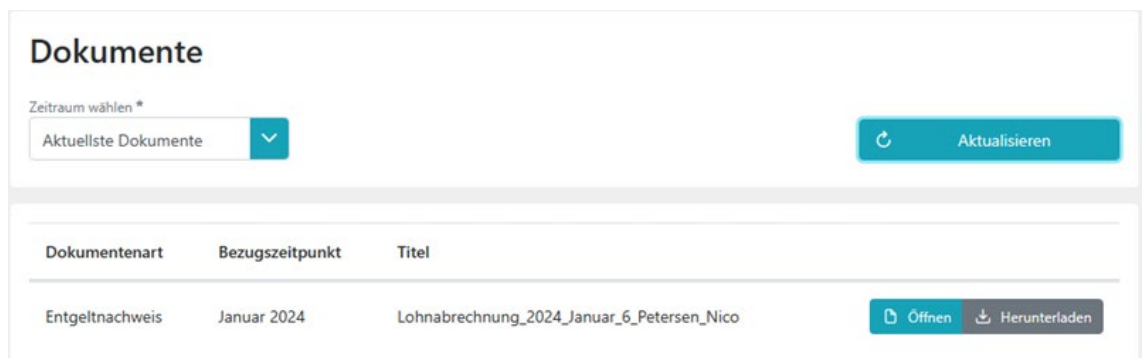 Dokumente
Zeitraum wählen *
Aktuellste Dokumente
Aktualisieren
Dokumentenart Bezugszeitpunkt Titel
Entgeltnachweis Januar 2024 Lohnabrechnung_2024_Januar_6_Petersen_Nico Öffnen Herunterladen